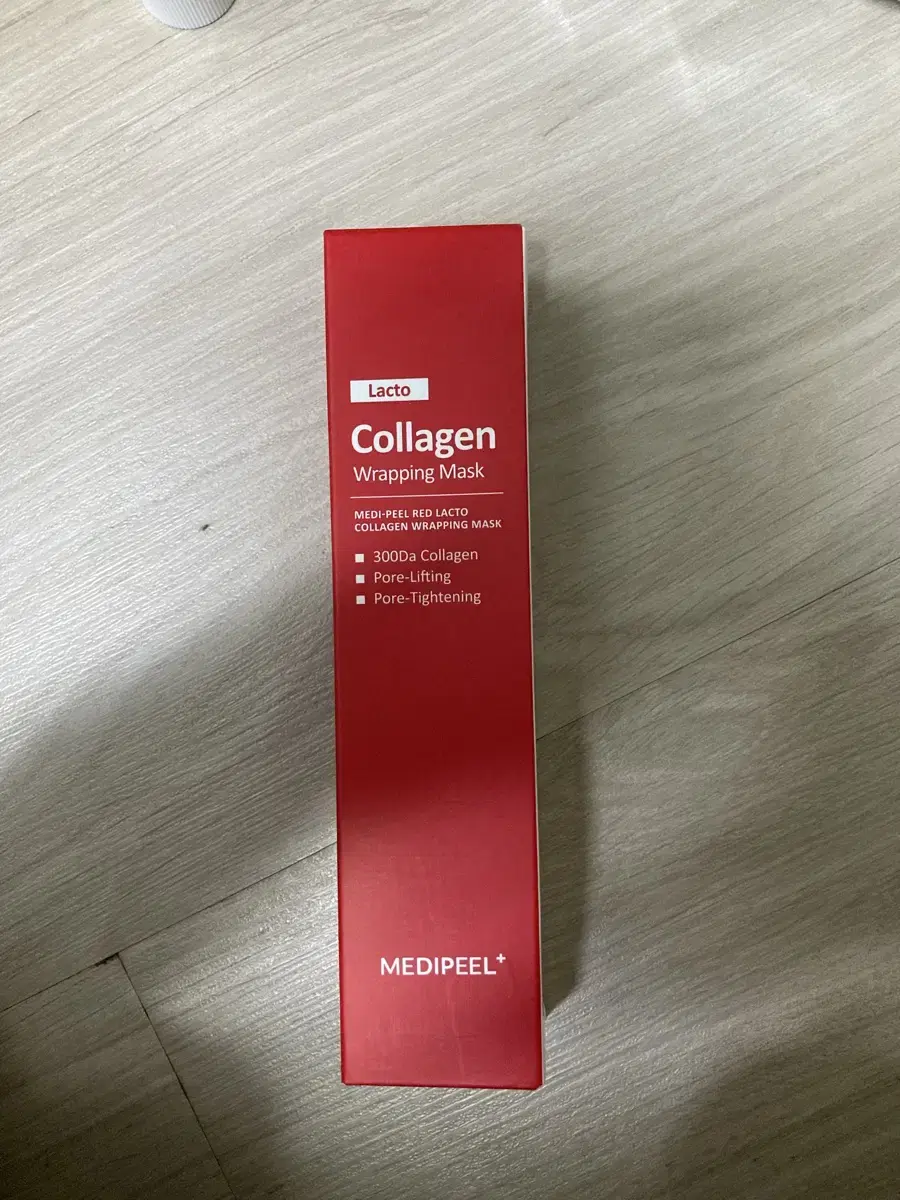 Lacto
Collagen
Wrapping Mask
MEDI-PEEL RED LACTO
COLLAGEN WRAPPING MASK
■ 300Da Collagen
■ Pore-Lifting
■ Pore-Tightening
MEDIPEEL+